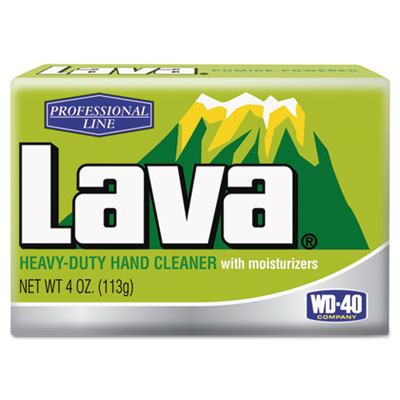 Lava® PUMICE-POWERED
PROFESSIONAL
LINE
Lava®
HEAVY-DUTY HAND CLEANER with moisturizers
NET WT 4 OZ. (113g)
WD-40
COMPANY